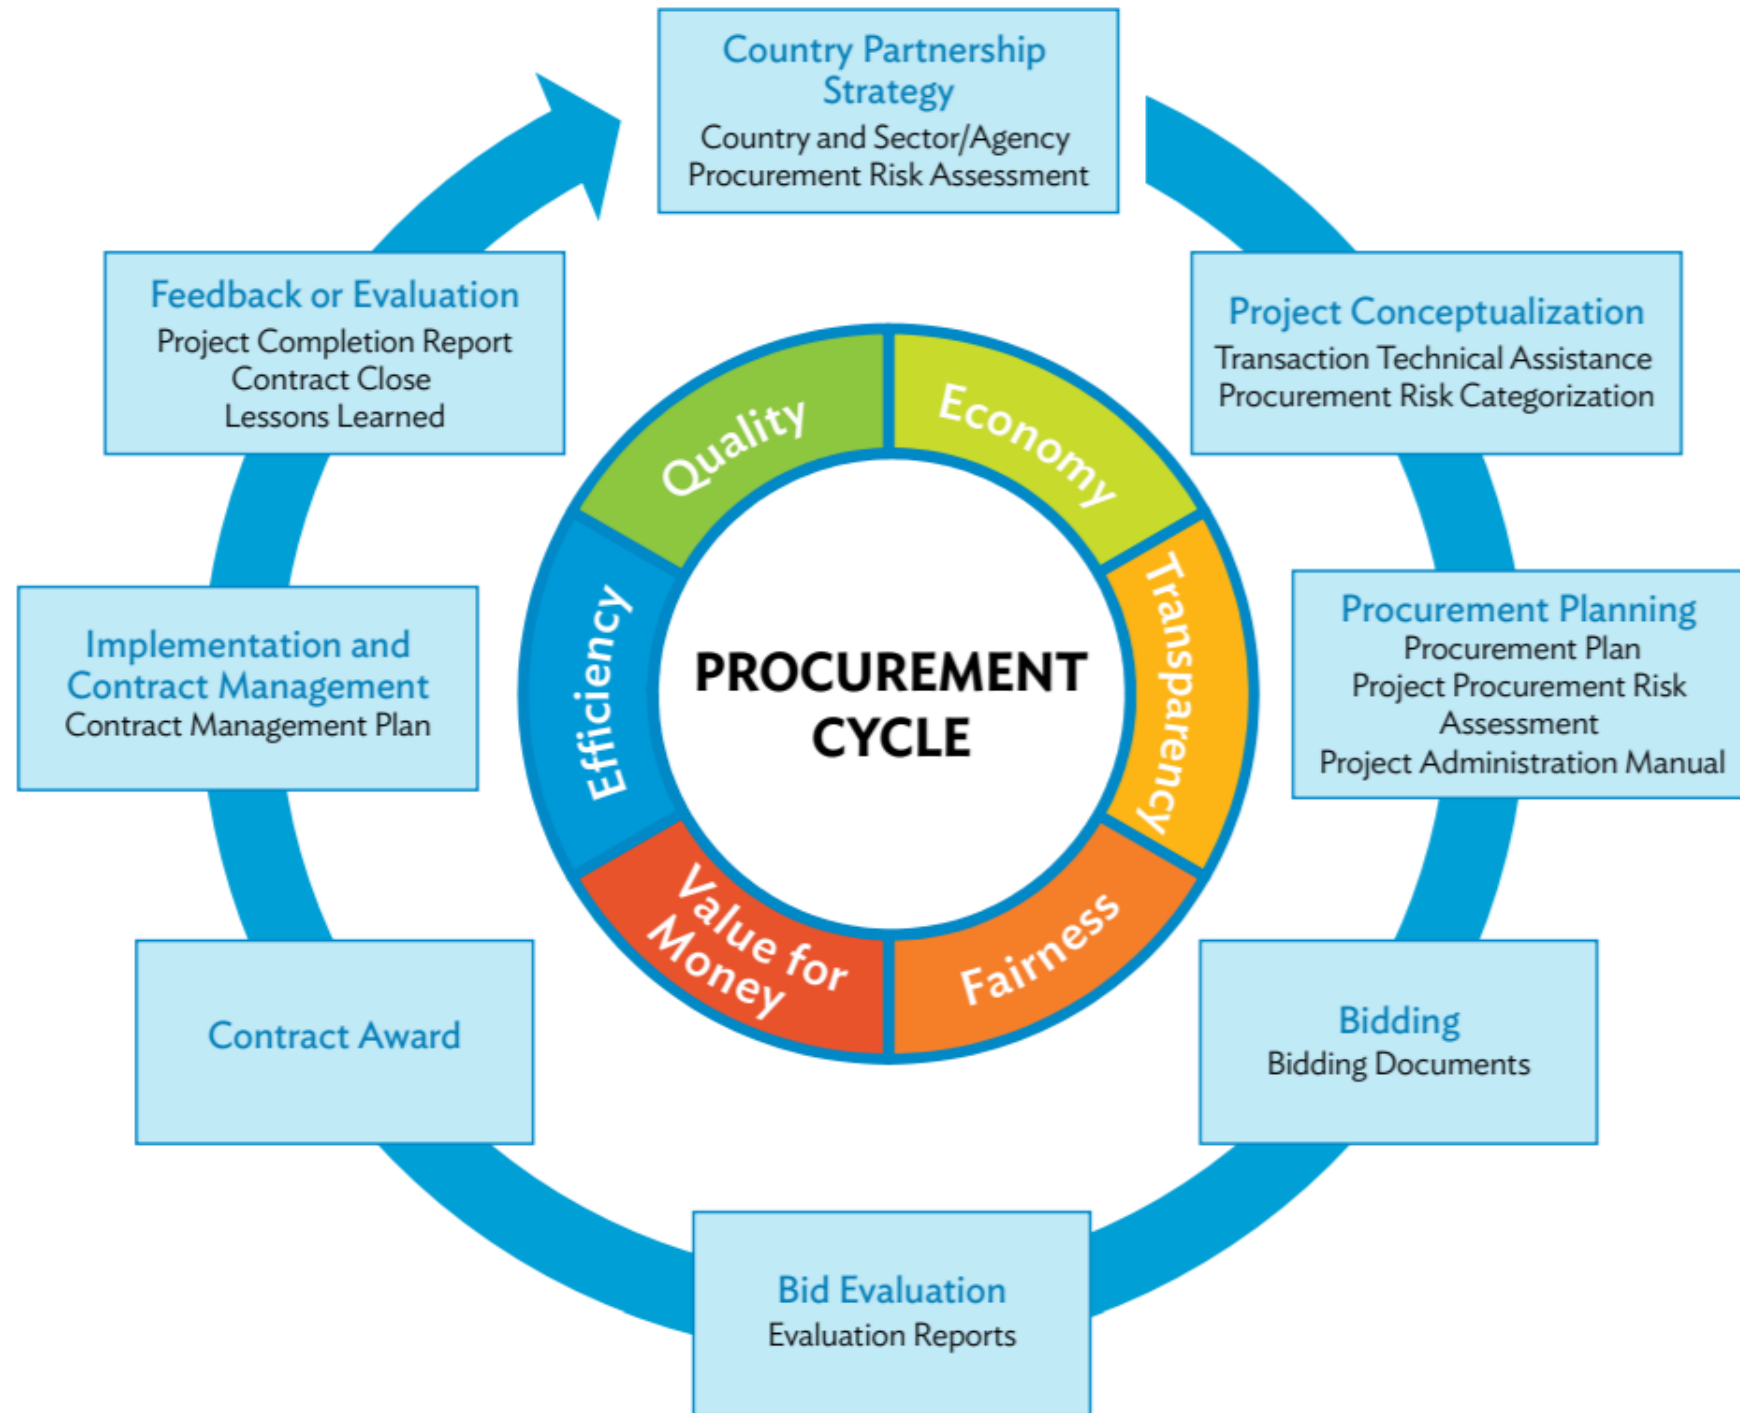 Country Partnership
Strategy
Country and Sector/Agency
Procurement Risk Assessment
Project Conceptualization
Transaction Technical Assistance
Procurement Risk Categorization
Procurement Planning
Procurement Plan
Project Procurement Risk
Assessment
Project Administration Manual
Bidding
Bidding Documents
Bid Evaluation
Evaluation Reports
Contract Award
Implementation and
Contract Management
Contract Management Plan
Feedback or Evaluation
Project Completion Report
Contract Close
Lessons Learned
Quality
Economy
Transparency
Fairness
Value for
Money
Efficiency
PROCUREMENT
CYCLE